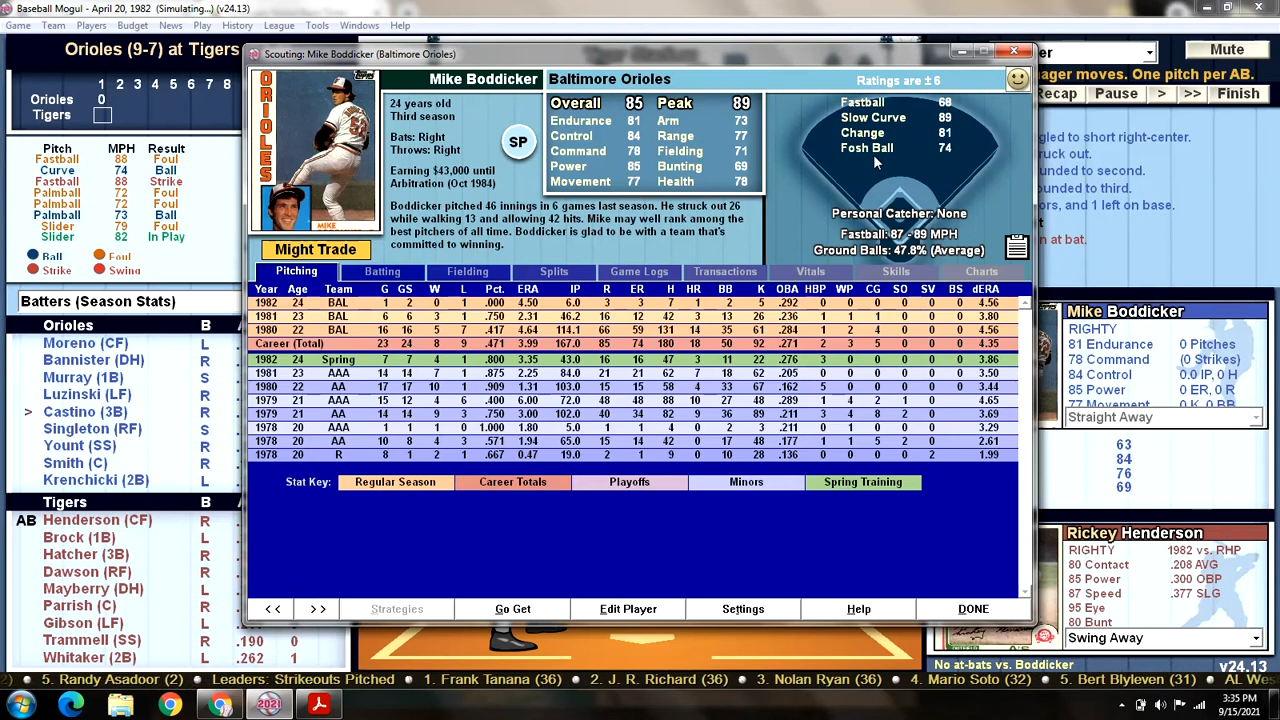 Baseball Mogul - April 20, 1982 (Simulating...) (v24.13)
Game Team Players Budget News Play History League Tools Windows Help
Orioles (9-7) at Tigers
1 2 3 4 5 6 7 8
Orioles 0
Tigers
Pitch MPH Result
Fastball 88 Foul
Curve 74 Ball
Fastball 88 Strike
Palmball 72 Foul
Palmball 72 Foul
Palmball 73 Ball
Slider 79 Foul
Slider 82 In Play
Ball Foul
Strike Swing
Batters (Season Stats)
Orioles B
Moreno (CF) L
Bannister (DH) R
Murray (1B) S
Luzinski (LF) R
> Castino (3B) R
Singleton (RF) S
Yount (SS) R
Smith (C) R
Krenchicki (2B) L
Tigers B
AB Henderson (CF) R
Brock (1B) L
Hatcher (3B) R
Dawson (RF) R
Mayberry (DH) L
Parrish (C) R
Gibson (LF) L
Trammell (SS) R .190 0
Whitaker (2B) L .262 1
Scouting: Mike Boddicker (Baltimore Orioles)
ORIOLES
Topps
MIKE
Mike Boddicker
24 years old
Third season
Bats: Right
Throws: Right
Earning $43,000 until
Arbitration (Oct 1984)
SP
Baltimore Orioles
Overall 85 Peak 89
Endurance 81 Arm 73
Control 84 Range 77
Command 78 Fielding 71
Power 85 Bunting 69
Movement 77 Health 78
Ratings are ± 6
Fastball 68
Slow Curve 89
Change 81
Fosh Ball 74
Personal Catcher: None
Fastball: 87 - 89 MPH
Ground Balls: 47.8% (Average)
Boddicker pitched 46 innings in 6 games last season. He struck out 26
while walking 13 and allowing 42 hits. Mike may well rank among the
best pitchers of all time. Boddicker is glad to be with a team that's
committed to winning.
Might Trade
Pitching Batting Fielding Splits Game Logs Transactions Vitals Skills Charts
Year Age Team G GS W L Pct. ERA IP R ER H HR BB K OBA HBP WP CG SO SV BS dERA
1982 24 BAL 1 2 0 1 .000 4.50 6.0 3 3 7 1 2 5 .292 0 0 0 0 0 0 4.56
1981 23 BAL 6 6 3 1 .750 2.31 46.2 16 12 42 3 13 26 .236 1 1 1 0 0 0 3.80
1980 22 BAL 16 16 5 7 .417 4.64 114.1 66 59 131 14 35 61 .284 1 2 4 0 0 0 4.56
Career (Total) 23 24 8 9 .471 3.99 167.0 85 74 180 18 50 92 .271 2 3 5 0 0 0 4.35
1982 24 Spring 7 7 4 1 .800 3.35 43.0 16 16 47 3 11 22 .276 3 0 0 0 0 0 3.86
1981 23 AAA 14 14 7 1 .875 2.25 84.0 21 21 62 7 18 62 .205 0 0 0 0 0 0 3.50
1980 22 AA 17 17 10 1 .909 1.31 103.0 15 15 58 4 33 67 .162 5 0 0 0 0 0 3.44
1979 21 AAA 15 12 4 6 .400 6.00 72.0 48 48 88 10 27 48 .289 1 4 2 1 0 4.65
1979 21 AA 14 14 9 3 .750 3.00 102.0 40 34 82 9 36 89 .211 3 4 8 2 0 3.69
1978 20 AAA 1 1 1 0 1.000 1.80 5.0 1 1 4 0 2 3 .211 0 1 0 0 0 3.29
1978 20 AA 10 8 4 3 .571 1.94 65.0 15 14 42 0 17 48 .177 1 1 5 2 0 2.61
1978 20 R 8 1 2 1 .667 0.47 19.0 2 1 9 0 10 28 .136 0 0 0 0 2 1.99
Stat Key: Regular Season Career Totals Playoffs Minors Spring Training
<< >> Strategies Go Get Edit Player Settings Help DONE
Mute
ager moves. One pitch per AB.
Recap Pause > >> Finish
gled to short right-center.
ruck out.
ounded to second.
ounded to third.
ors, and 1 left on base.
at bat.
Mike Boddicker
RIGHTY
81 Endurance 0 Pitches
78 Command (0 Strikes)
84 Control 0.0 IP, 0 H
85 Power 0 ER, 0 R
77 Movement 0 K, 0 BB
Straight Away
63
84
76
69
Rickey Henderson
RIGHTY 1982 vs. RHP
80 Contact .208 AVG
85 Power .300 OBP
87 Speed .377 SLG
95 Eye
80 Bunt
Swing Away
No at-bats vs. Boddicker v24.13
(2) 5. Randy Asadoor (2) Leaders: Strikeouts Pitched 1. Frank Tanana (36) 2. J. R. Richard (36) 3. Nolan Ryan (36) 4. Mario Soto (32) 5. Bert Blyleven (31) AL Wes
2021
3:35 PM
9/15/2021